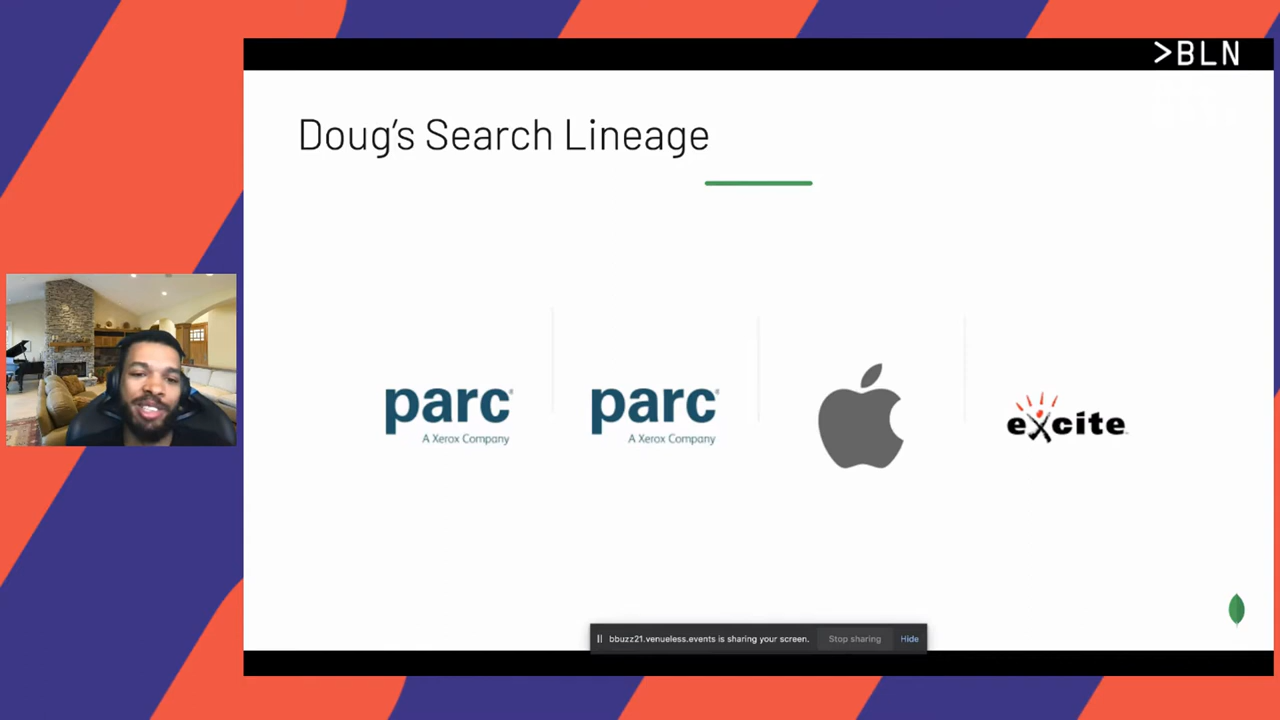 >BLN
Doug's Search Lineage
parc®
A Xerox Company
parc®
A Xerox Company
excite
bbuzz21.venueless.events is sharing your screen.
Stop sharing
Hide